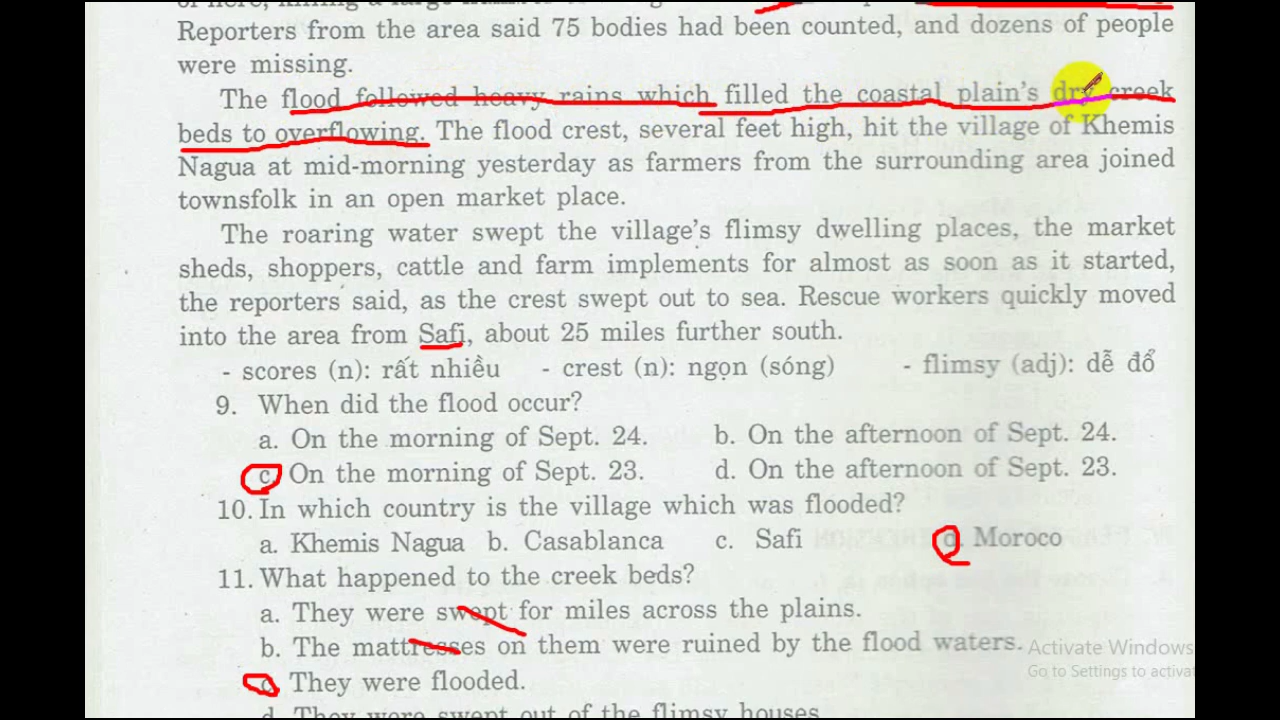 Reporters from the area said 75 bodies had been counted, and dozens of people
were missing.
The flood followed heavy rains which filled the coastal plain's dry creek
beds to overflowing. The flood crest, several feet high, hit the village of Khemis
Nagua at mid-morning yesterday as farmers from the surrounding area joined
townsfolk in an open market place.
The roaring water swept the village's flimsy dwelling places, the market
sheds, shoppers, cattle and farm implements for almost as soon as it started,
the reporters said, as the crest swept out to sea. Rescue workers quickly moved
into the area from Safi, about 25 miles further south.
- scores (n): rất nhiều - crest (n): ngọn (sóng) - flimsy (adj): dễ đổ
9. When did the flood occur?
a. On the morning of Sept. 24. b. On the afternoon of Sept. 24.
c. On the morning of Sept. 23. d. On the afternoon of Sept. 23.
10. In which country is the village which was flooded?
a. Khemis Nagua b. Casablanca c. Safi d. Moroco
11. What happened to the creek beds?
a. They were swept for miles across the plains.
b. The mattresses on them were ruined by the flood waters.
Activate Windows
Go to Settings to activat
c. They were flooded.
d. They were swept out of the flimsy houses